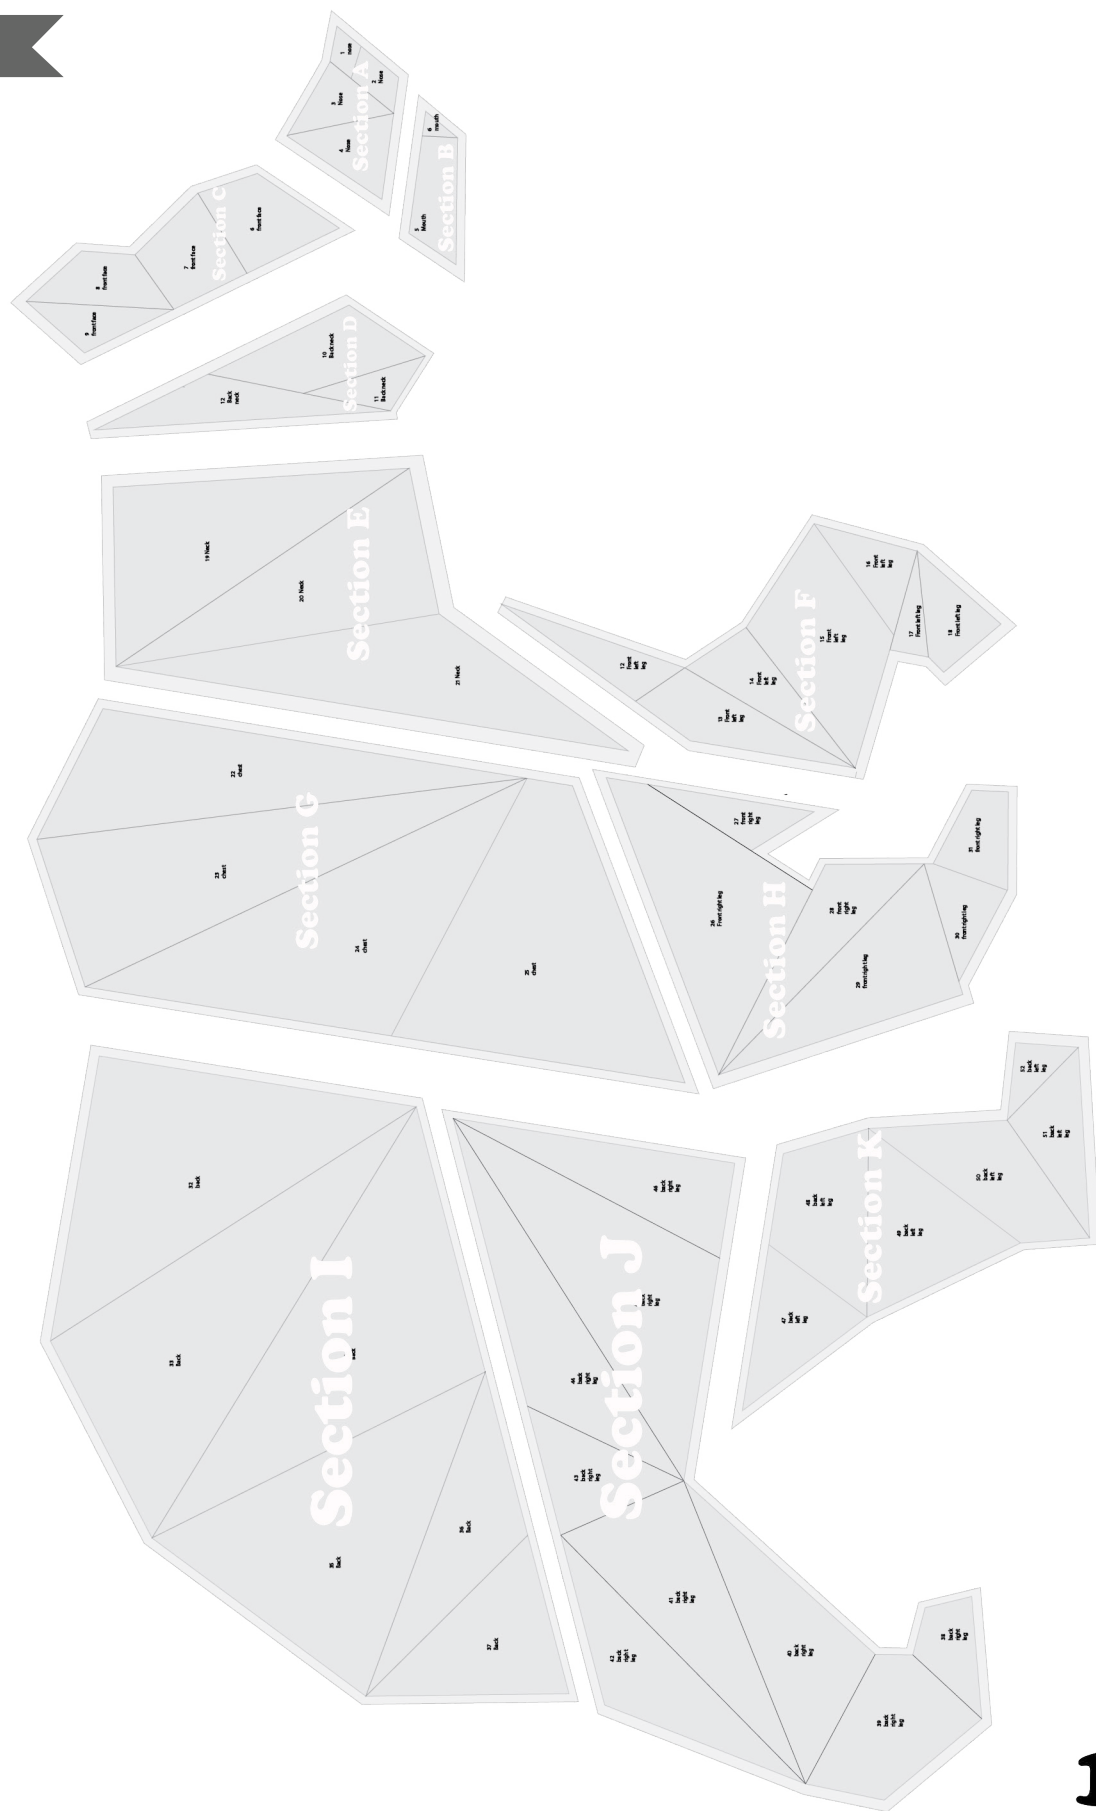 1
nose
2
Nose
3
Nose
4
Nose
Section A
6
mouth
5
Mouth
Section B
6
front face
7
front face
8
front face
9
front face
Section C
10
Back neck
11
Back neck
12
Back
neck
Section D
19 Neck
20 Neck
21 Neck
Section E
12
Front
left
leg
13
Front
left
leg
14
Front
left
leg
15
Front
left
leg
16
Front
left
leg
17
Front left leg
18
Front left leg
Section F
22
chest
23
chest
24
chest
25
chest
Section G
26
Front right leg
27
front
right
leg
28
front
right
leg
29
front right leg
30
front right leg
31
front right leg
Section H
32
back
33
Back
35
Back
36
Back
37
Back
Section I
46
back
right
leg
right
leg
44
back
right
leg
43
back
right
leg
42
back
right
leg
41
back
right
leg
40
back
right
leg
39
back
right
leg
38
back
right
leg
Section J
47
back
left
leg
48
back
left
leg
49
back
left
leg
50
back
left
leg
51
back
left
leg
52
back
left
leg
Section K